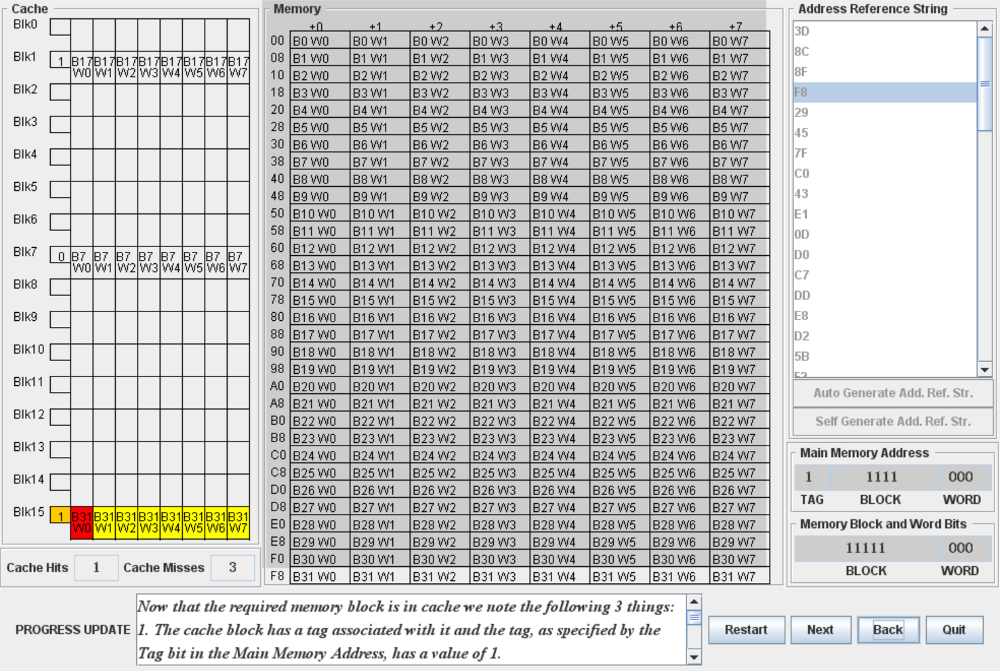 Cache
Blk0
Blk1 1 B17 W0 B17 W1 B17 W2 B17 W3 B17 W4 B17 W5 B17 W6 B17 W7
Blk2
Blk3
Blk4
Blk5
Blk6
Blk7 0 B7 W0 B7 W1 B7 W2 B7 W3 B7 W4 B7 W5 B7 W6 B7 W7
Blk8
Blk9
Blk10
Blk11
Blk12
Blk13
Blk14
Blk15 1 B31 W0 B31 W1 B31 W2 B31 W3 B31 W4 B31 W5 B31 W6 B31 W7
Cache Hits 1 Cache Misses 3
Memory
+0 +1 +2 +3 +4 +5 +6 +7
00 B0 W0 B0 W1 B0 W2 B0 W3 B0 W4 B0 W5 B0 W6 B0 W7
08 B1 W0 B1 W1 B1 W2 B1 W3 B1 W4 B1 W5 B1 W6 B1 W7
10 B2 W0 B2 W1 B2 W2 B2 W3 B2 W4 B2 W5 B2 W6 B2 W7
18 B3 W0 B3 W1 B3 W2 B3 W3 B3 W4 B3 W5 B3 W6 B3 W7
20 B4 W0 B4 W1 B4 W2 B4 W3 B4 W4 B4 W5 B4 W6 B4 W7
28 B5 W0 B5 W1 B5 W2 B5 W3 B5 W4 B5 W5 B5 W6 B5 W7
30 B6 W0 B6 W1 B6 W2 B6 W3 B6 W4 B6 W5 B6 W6 B6 W7
38 B7 W0 B7 W1 B7 W2 B7 W3 B7 W4 B7 W5 B7 W6 B7 W7
40 B8 W0 B8 W1 B8 W2 B8 W3 B8 W4 B8 W5 B8 W6 B8 W7
48 B9 W0 B9 W1 B9 W2 B9 W3 B9 W4 B9 W5 B9 W6 B9 W7
50 B10 W0 B10 W1 B10 W2 B10 W3 B10 W4 B10 W5 B10 W6 B10 W7
58 B11 W0 B11 W1 B11 W2 B11 W3 B11 W4 B11 W5 B11 W6 B11 W7
60 B12 W0 B12 W1 B12 W2 B12 W3 B12 W4 B12 W5 B12 W6 B12 W7
68 B13 W0 B13 W1 B13 W2 B13 W3 B13 W4 B13 W5 B13 W6 B13 W7
70 B14 W0 B14 W1 B14 W2 B14 W3 B14 W4 B14 W5 B14 W6 B14 W7
78 B15 W0 B15 W1 B15 W2 B15 W3 B15 W4 B15 W5 B15 W6 B15 W7
80 B16 W0 B16 W1 B16 W2 B16 W3 B16 W4 B16 W5 B16 W6 B16 W7
88 B17 W0 B17 W1 B17 W2 B17 W3 B17 W4 B17 W5 B17 W6 B17 W7
90 B18 W0 B18 W1 B18 W2 B18 W3 B18 W4 B18 W5 B18 W6 B18 W7
98 B19 W0 B19 W1 B19 W2 B19 W3 B19 W4 B19 W5 B19 W6 B19 W7
A0 B20 W0 B20 W1 B20 W2 B20 W3 B20 W4 B20 W5 B20 W6 B20 W7
A8 B21 W0 B21 W1 B21 W2 B21 W3 B21 W4 B21 W5 B21 W6 B21 W7
B0 B22 W0 B22 W1 B22 W2 B22 W3 B22 W4 B22 W5 B22 W6 B22 W7
B8 B23 W0 B23 W1 B23 W2 B23 W3 B23 W4 B23 W5 B23 W6 B23 W7
C0 B24 W0 B24 W1 B24 W2 B24 W3 B24 W4 B24 W5 B24 W6 B24 W7
C8 B25 W0 B25 W1 B25 W2 B25 W3 B25 W4 B25 W5 B25 W6 B25 W7
D0 B26 W0 B26 W1 B26 W2 B26 W3 B26 W4 B26 W5 B26 W6 B26 W7
D8 B27 W0 B27 W1 B27 W2 B27 W3 B27 W4 B27 W5 B27 W6 B27 W7
E0 B28 W0 B28 W1 B28 W2 B28 W3 B28 W4 B28 W5 B28 W6 B28 W7
E8 B29 W0 B29 W1 B29 W2 B29 W3 B29 W4 B29 W5 B29 W6 B29 W7
F0 B30 W0 B30 W1 B30 W2 B30 W3 B30 W4 B30 W5 B30 W6 B30 W7
F8 B31 W0 B31 W1 B31 W2 B31 W3 B31 W4 B31 W5 B31 W6 B31 W7
Address Reference String
3D
8C
8F
F8
29
45
7F
C0
43
E1
0D
D0
C7
DD
E8
D2
5B
Auto Generate Add. Ref. Str.
Self Generate Add. Ref. Str.
Main Memory Address
1 1111 000
TAG BLOCK WORD
Memory Block and Word Bits
11111 000
BLOCK WORD
PROGRESS UPDATE
Now that the required memory block is in cache we note the following 3 things:
1. The cache block has a tag associated with it and the tag, as specified by the
Tag bit in the Main Memory Address, has a value of 1.
Restart Next Back Quit